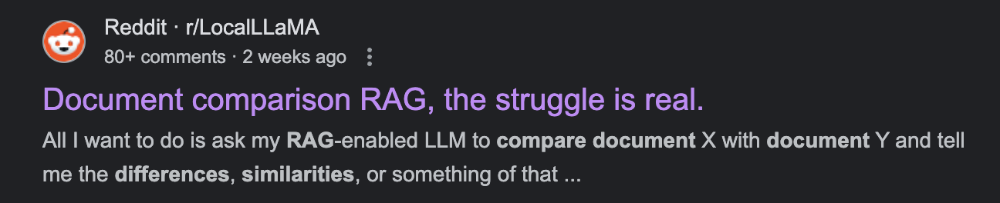 Reddit · r/LocalLLaMA
80+ comments · 2 weeks ago
Document comparison RAG, the struggle is real.
All I want to do is ask my RAG-enabled LLM to compare document X with document Y and tell
me the differences, similarities, or something of that ...